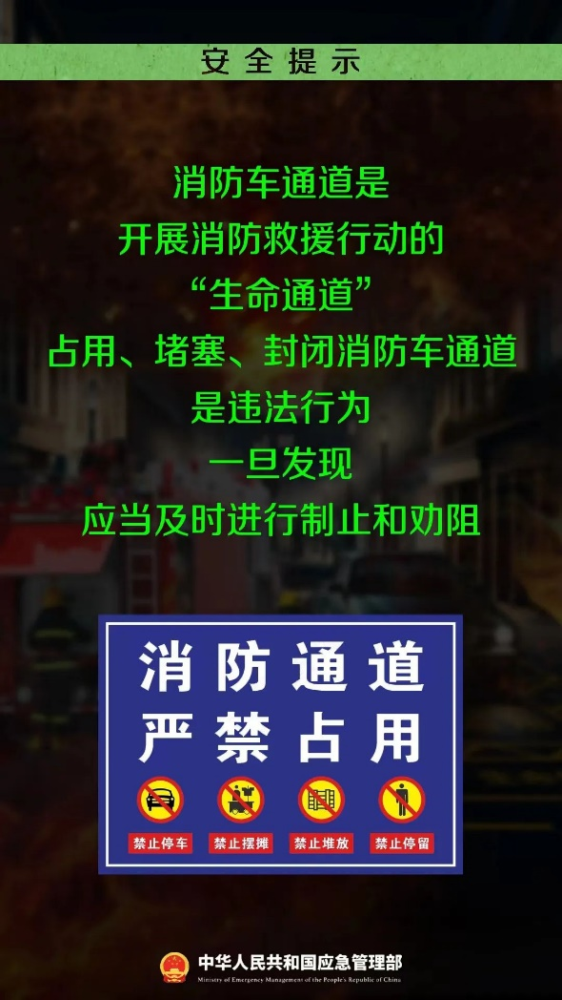 安全提示
消防车通道是
开展消防救援行动的
“生命通道”
占用、堵塞、封闭消防车通道
是违法行为
一旦发现
应当及时进行制止和劝阻
消防通道
严禁占用
禁止停车 禁止摆摊 禁止堆放 禁止停留
中华人民共和国应急管理部
Ministry of Emergency Management of the People's Republic of China